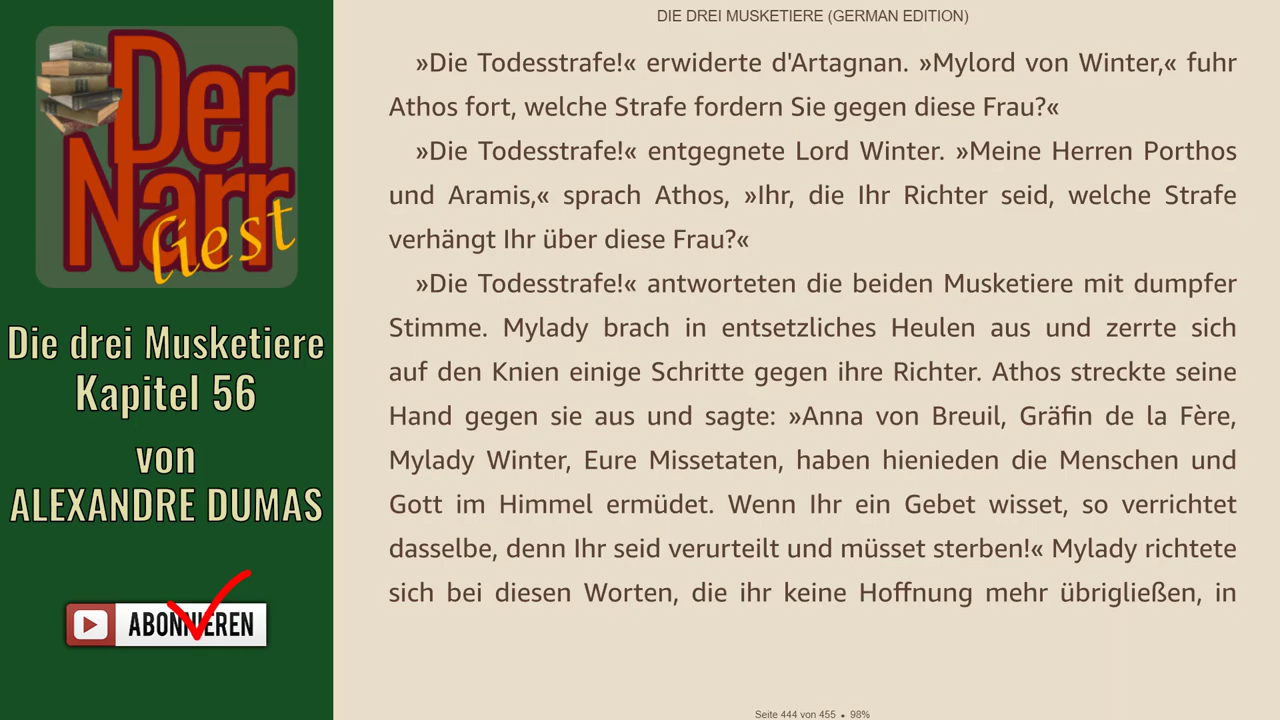 Der
Narr
liest
Die drei Musketiere
Kapitel 56
von
ALEXANDRE DUMAS
ABONNIEREN
DIE DREI MUSKETIERE (GERMAN EDITION)
»Die Todesstrafe!« erwiderte d'Artagnan. »Mylord von Winter,« fuhr
Athos fort, welche Strafe fordern Sie gegen diese Frau?«
»Die Todesstrafe!« entgegnete Lord Winter. »Meine Herren Porthos
und Aramis,« sprach Athos, »Ihr, die Ihr Richter seid, welche Strafe
verhängt Ihr über diese Frau?«
»Die Todesstrafe!« antworteten die beiden Musketiere mit dumpfer
Stimme. Mylady brach in entsetzliches Heulen aus und zerrte sich
auf den Knien einige Schritte gegen ihre Richter. Athos streckte seine
Hand gegen sie aus und sagte: »Anna von Breuil, Gräfin de la Fère,
Mylady Winter, Eure Missetaten, haben hienieden die Menschen und
Gott im Himmel ermüdet. Wenn Ihr ein Gebet wisset, so verrichtet
dasselbe, denn Ihr seid verurteilt und müsset sterben!« Mylady richtete
sich bei diesen Worten, die ihr keine Hoffnung mehr übrigließen, in
Seite 444 von 455 • 98%